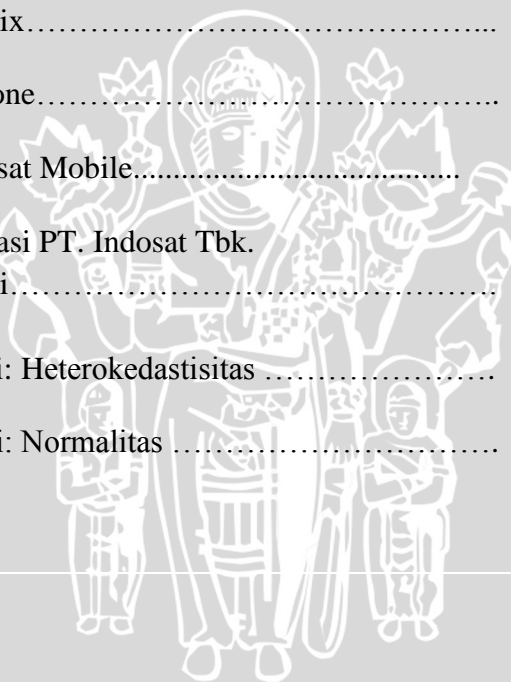 ix…………………………………………...
one………………………………………..
sat Mobile.........................................
asi PT. Indosat Tbk.
i…………………………………………….
i: Heterokedastisitas ………………….
i: Normalitas ………………………….